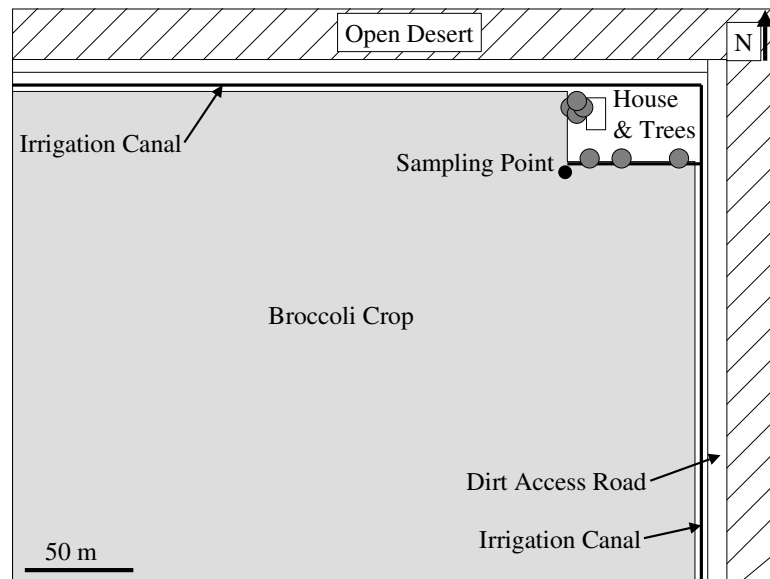 Open Desert
N
House
& Trees
Irrigation Canal
Sampling Point
Broccoli Crop
Dirt Access Road
Irrigation Canal
50 m